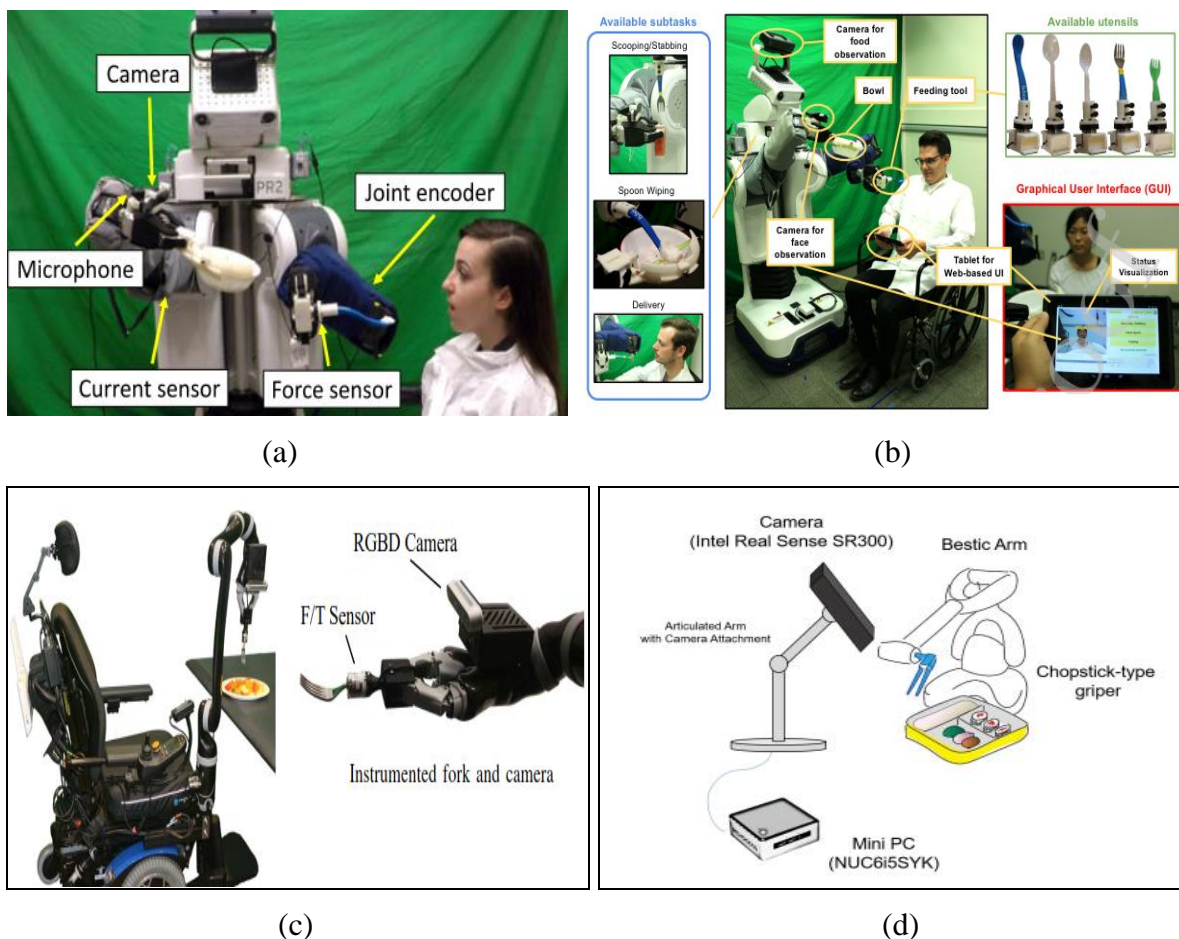 Camera
PR2
Joint encoder
Microphone
Current sensor
Force sensor
(a)
Available subtasks
Scooping/Stabbing
Spoon Wiping
Delivery
Camera for
food
observation
Bowl
Feeding tool
Camera for
face
observation
Tablet for
Web-based UI
Available utensils
Graphical User Interface (GUI)
Status
Visualization
(b)
RGBD Camera
F/T Sensor
Instrumented fork and camera
(c)
Camera
(Intel Real Sense SR300)
Bestic Arm
Articulated Arm
with Camera Attachment
Chopstick-type
griper
Mini PC
(NUC6i5SYK)
(d)